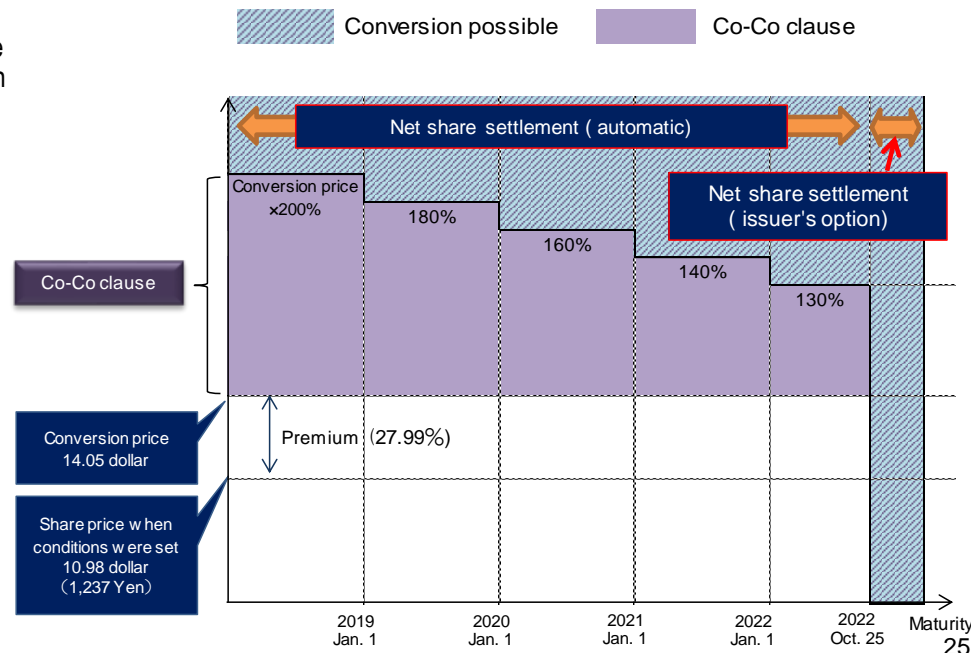 Conversion possible
Co-Co clause
e
n
Net share settlement ( automatic)
Net share settlement
( issuer's option)
Conversion price
×200%
180%
160%
140%
130%
Co-Co clause
Conversion price
14.05 dollar
Premium (27.99%)
Share price when
conditions were set
10.98 dollar
(1,237 Yen)
2019
Jan. 1
2020
Jan. 1
2021
Jan. 1
2022
Jan. 1
2022
Oct. 25
Maturity
25